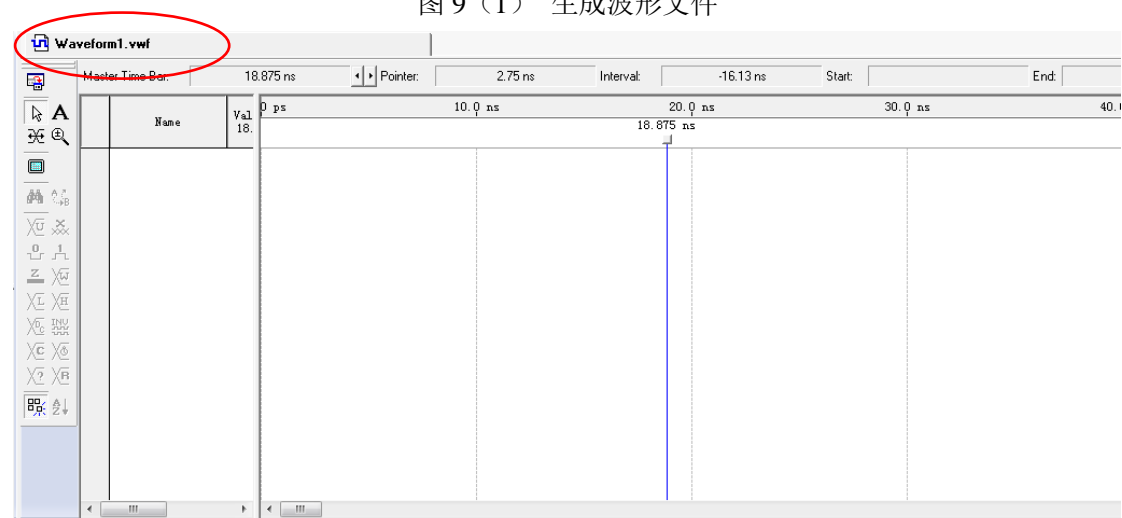 图 9（1） 生成波形文件
Waveform1.vwf
Master Time Bar: 18.875 ns Pointer: 2.75 ns Interval: -16.13 ns Start: End:
A
Name
Val
18.
0 ps 10.0 ns 20.0 ns 30.0 ns
18.875 ns